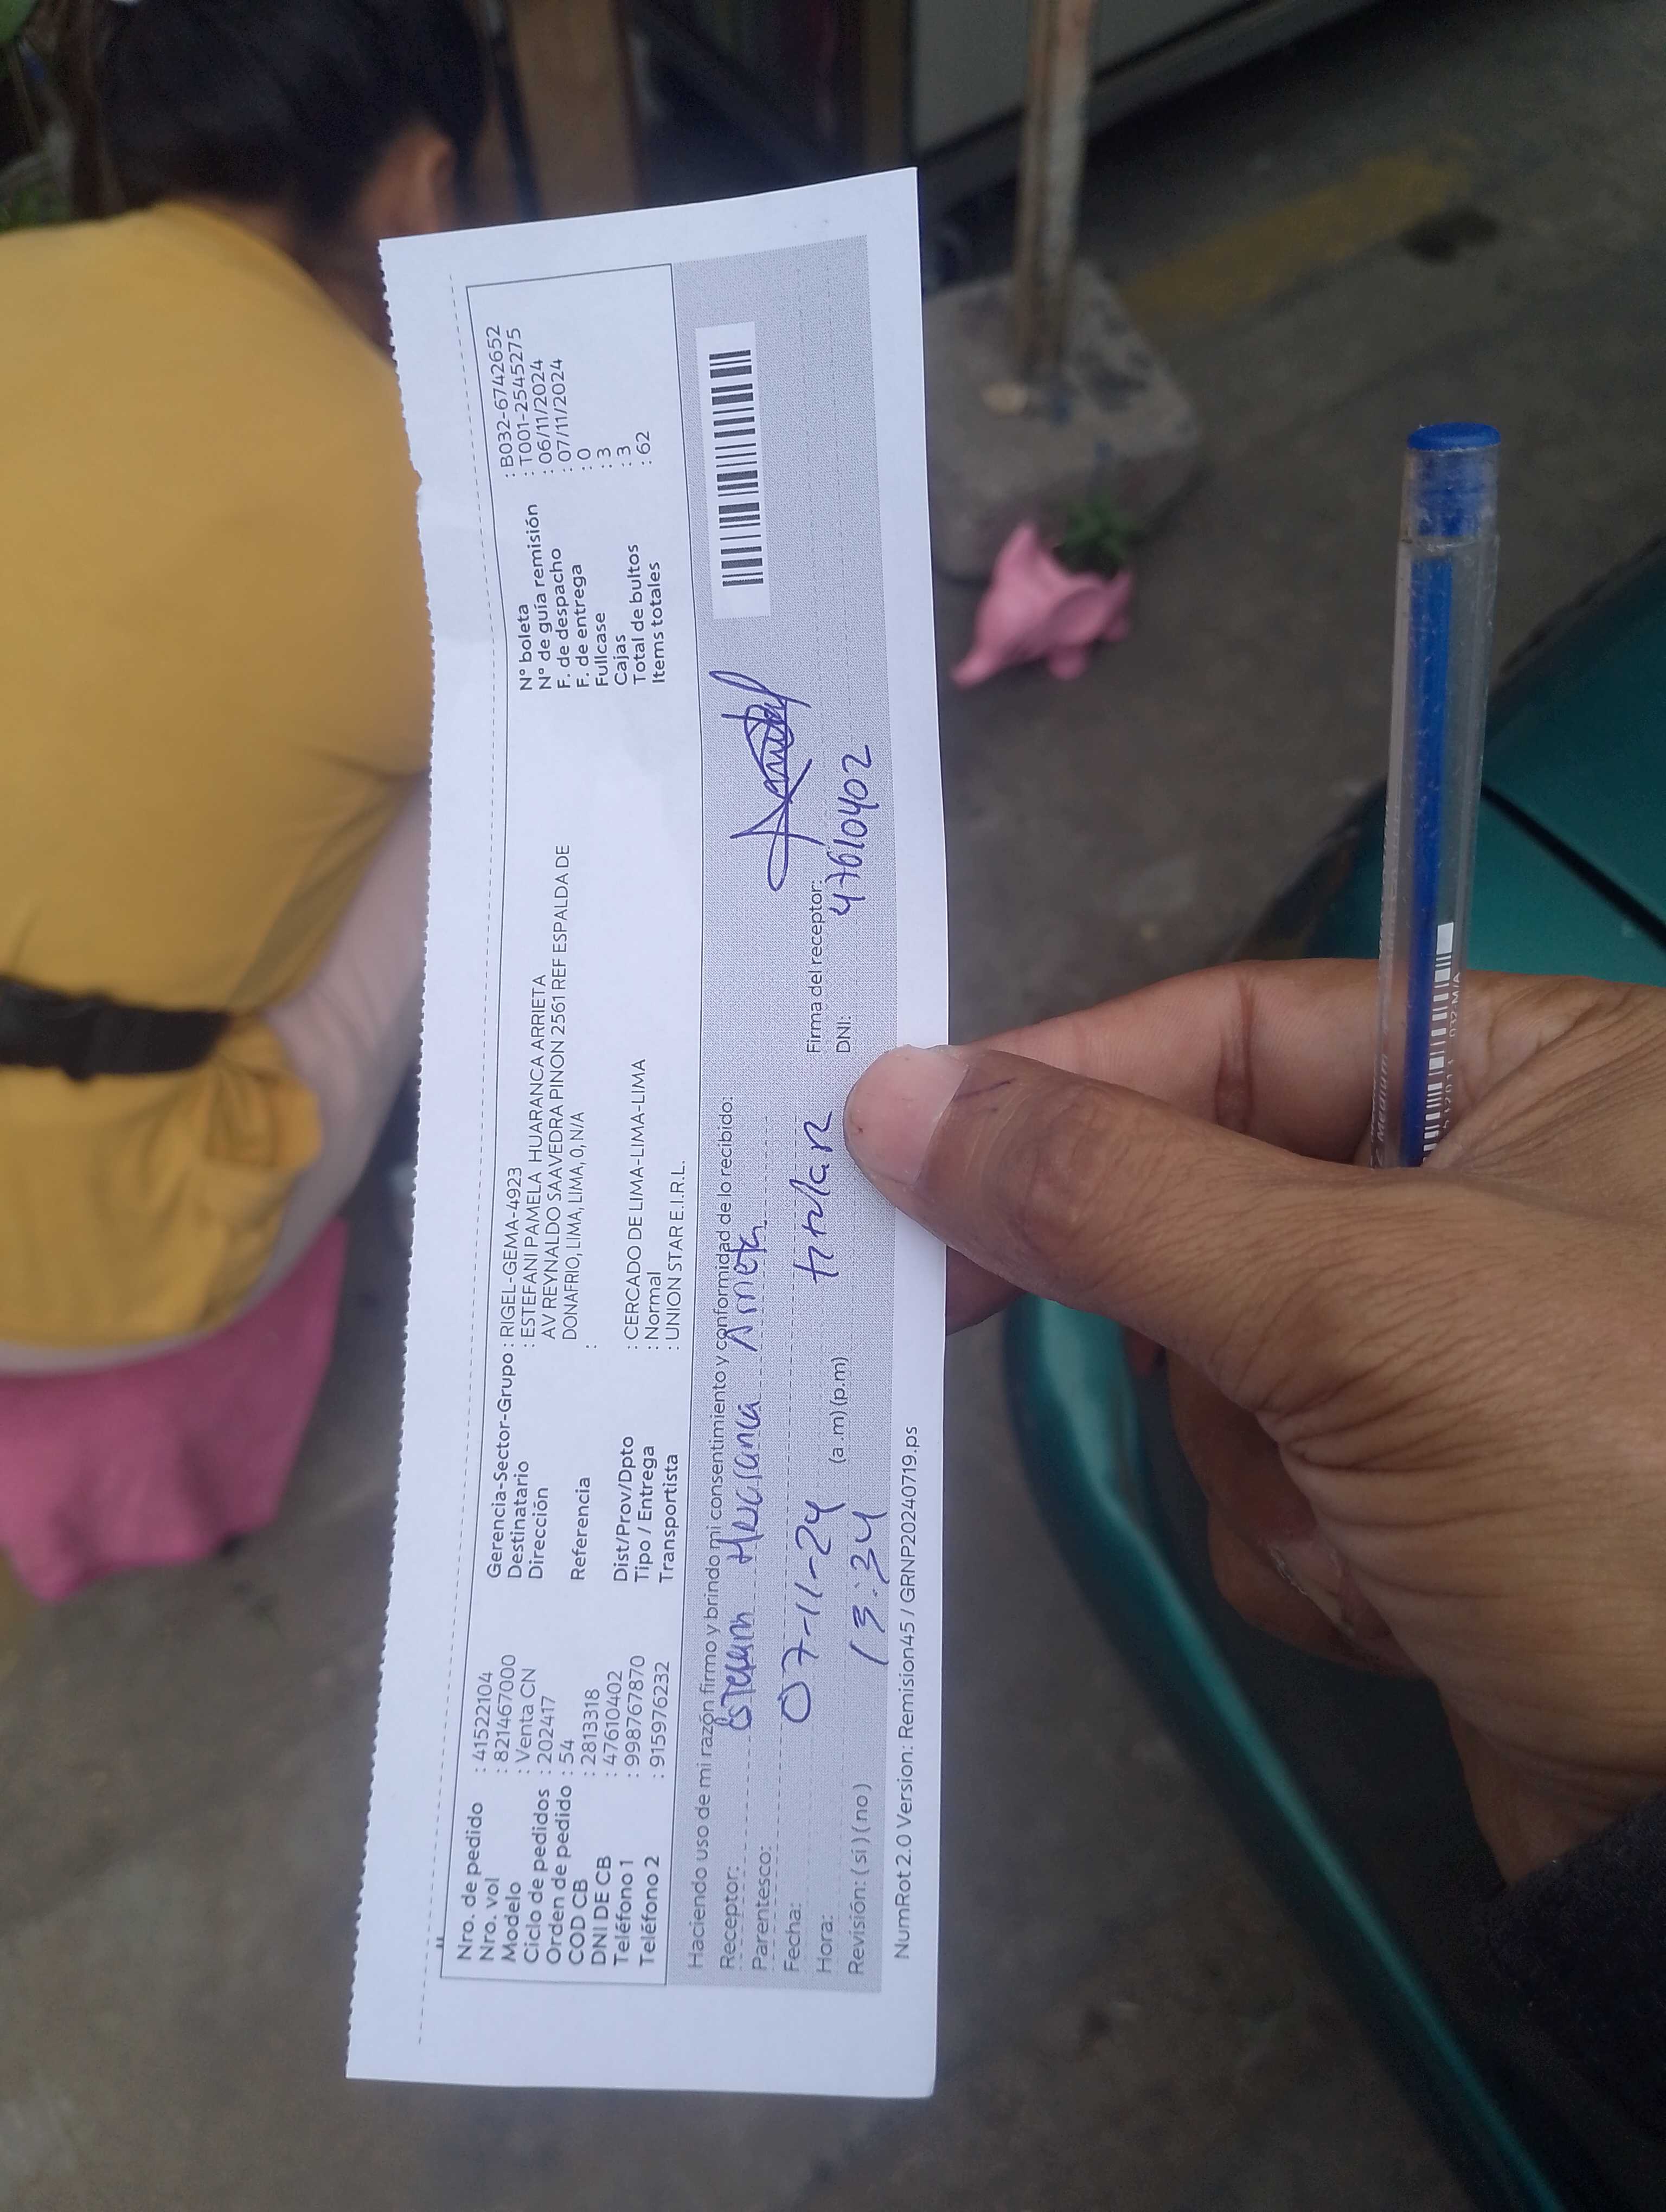 Nro. de pedido : 41522104
Nro. vol : 821467000
Modelo : Venta CN
Ciclo de pedidos : 202417
Orden de pedido : 54
COD CB : 2813318
DNI DE CB : 47610402
Teléfono 1 : 998767870
Teléfono 2 : 915976232
Gerencia-Sector-Grupo : RIGEL-GEMA-4923
Destinatario : ESTEFANI PAMELA HUARANCA ARRIETA
Dirección AV REYNALDO SAAVEDRA PINON 2561 REF ESPALDA DE
DONAFRIO, LIMA, LIMA, 0, N/A
Referencia :
Dist/Prov/Dpto : CERCADO DE LIMA-LIMA-LIMA
Tipo / Entrega : Normal
Transportista : UNION STAR E.I.R.L.
N° boleta : B032-6742652
N° de guía remisión : T001-2545275
F. de despacho : 06/11/2024
F. de entrega : 07/11/2024
Fullcase : 0
Cajas : 3
Total de bultos : 3
Items totales : 62
Haciendo uso de mi razón firmo y brindo mi consentimiento y conformidad de lo recibido:
Receptor: Huaranca Arrieta
Parentesco: titular
Fecha: 07-11-24
Hora: 13:34 (a .m) (p.m)
Revisión: ( si ) ( no )
Firma del receptor:
DNI: 47610402
NumRot 2.0 Version: Remision45 / GRNP20240719.ps